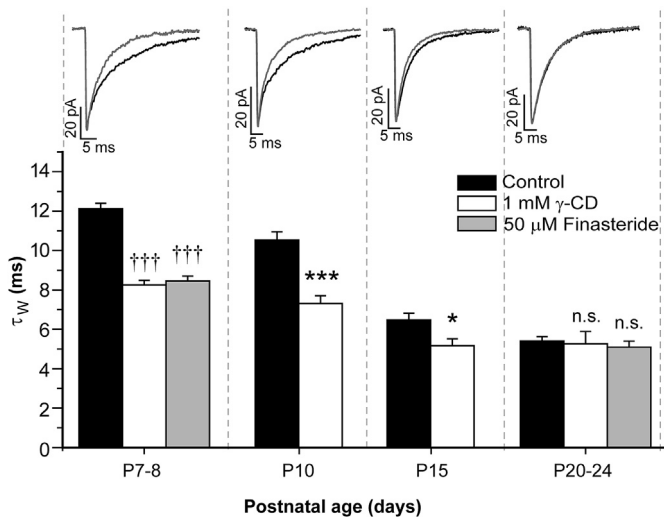 20 pA
5 ms
20 pA
5 ms
20 pA
5 ms
20 pA
5 ms
14
12
10
8
6
4
2
0
τW (ms)
Control
1 mM γ-CD
50 μM Finasteride
†††
†††
***
*
n.s.
n.s.
P7-8
P10
P15
P20-24
Postnatal age (days)